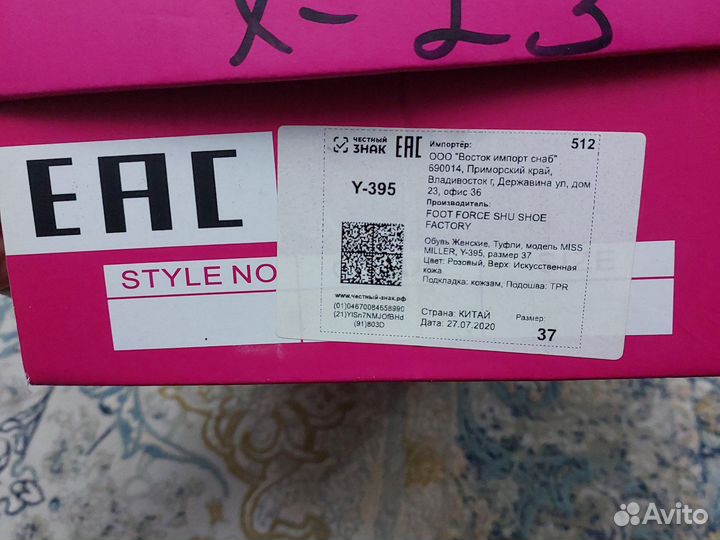 X-23
EAC
STYLE NO
ЧЕСТНЫЙ
ЗНАК
EAC
Y-395
www.честный-знак.рф
(01)04670084658990
(21)YlSn7NMJOfBHd
(91)803D
Импортёр:
512
ООО "Восток импорт снаб"
690014, Приморский край,
Владивосток г, Державина ул, дом
23, офис 36
Производитель:
FOOT FORCE SHU SHOE
FACTORY
Обувь Женские, Туфли, модель MISS
MILLER, Y-395, размер 37
Цвет: Розовый, Верх: Искусственная
кожа
Подкладка: кожзам, Подошва: TPR
Страна: КИТАЙ
Размер:
Дата: 27.07.2020
37
Avito